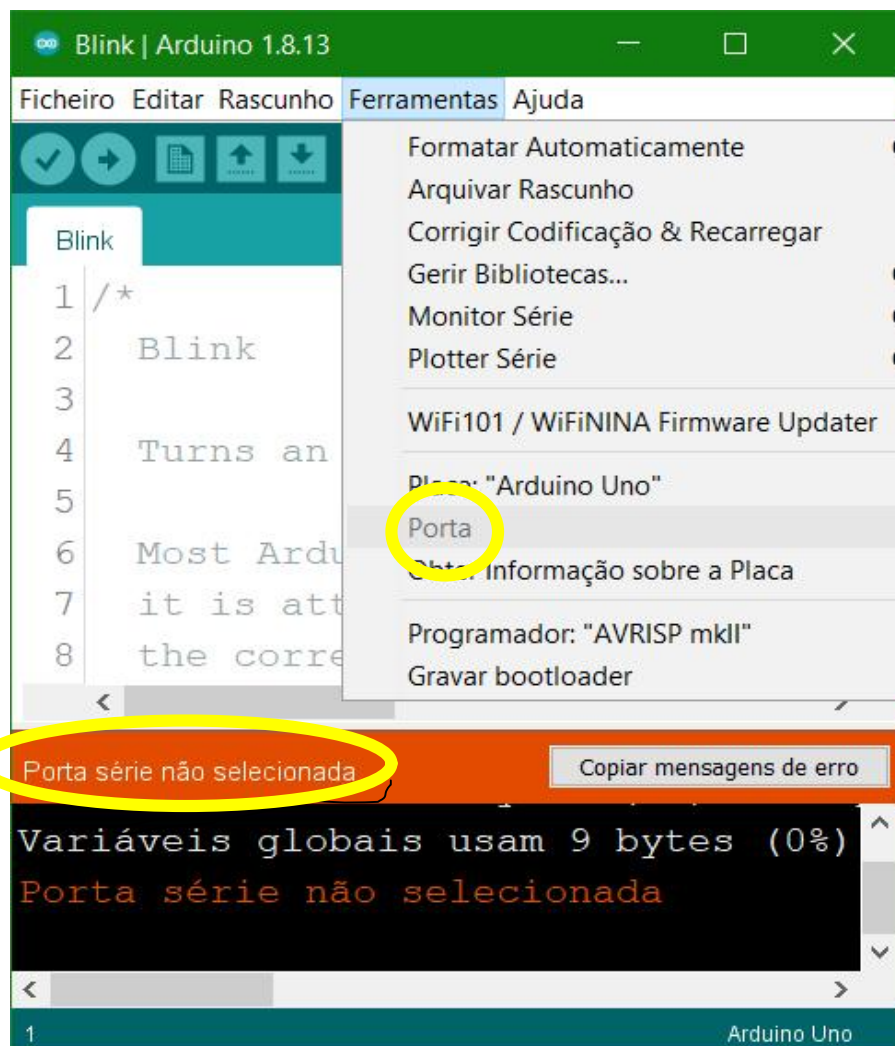 Blink | Arduino 1.8.13
Ficheiro Editar Rascunho Ferramentas Ajuda
Formatar Automaticamente
Arquivar Rascunho
Corrigir Codificação & Recarregar
Gerir Bibliotecas...
Monitor Série
Plotter Série
WiFi101 / WiFiNINA Firmware Updater
Placa: "Arduino Uno"
Porta
Obter Informação sobre a Placa
Programador: "AVRISP mkII"
Gravar bootloader
Blink
1 /*
2 Blink
3
4 Turns an
5
6 Most Ardu
7 it is att
8 the corre
Porta série não selecionada
Copiar mensagens de erro
Variáveis globais usam 9 bytes (0%)
Porta série não selecionada
1
Arduino Uno